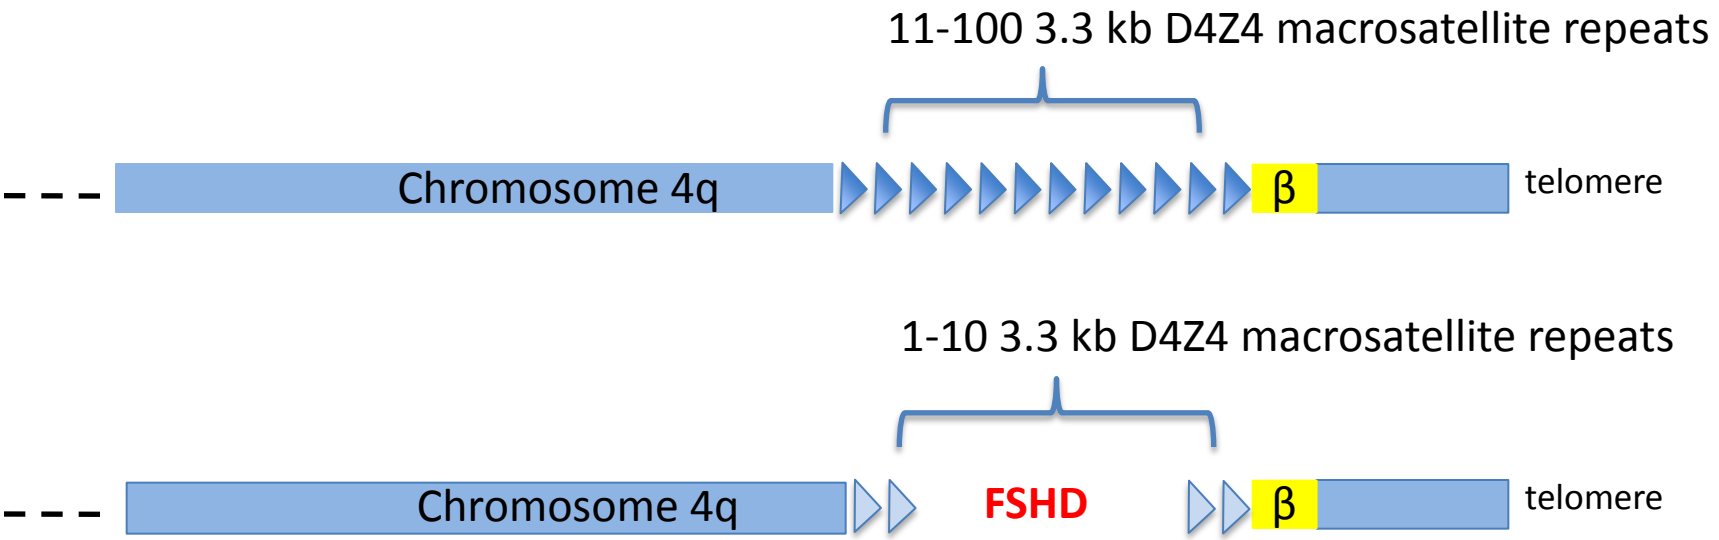 11-100 3.3 kb D4Z4 macrosatellite repeats
Chromosome 4q β telomere
1-10 3.3 kb D4Z4 macrosatellite repeats
Chromosome 4q FSHD β telomere